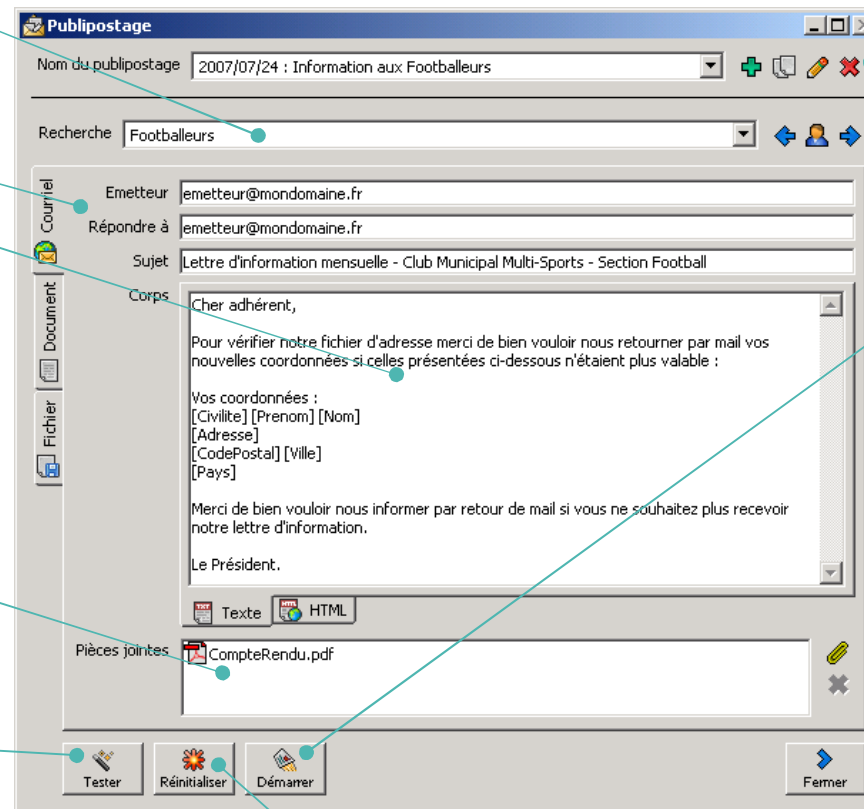 Publipostage
Nom du publipostage 2007/07/24 : Information aux Footballeurs
Recherche Footballeurs
Courriel
Document
Fichier
Emetteur emetteur@mondomaine.fr
Répondre à emetteur@mondomaine.fr
Sujet Lettre d'information mensuelle - Club Municipal Multi-Sports - Section Football
Corps
Cher adhérent,
Pour vérifier notre fichier d'adresse merci de bien vouloir nous retourner par mail vos
nouvelles coordonnées si celles présentées ci-dessous n'étaient plus valable :
Vos coordonnées :
[Civilite] [Prenom] [Nom]
[Adresse]
[CodePostal] [Ville]
[Pays]
Merci de bien vouloir nous informer par retour de mail si vous ne souhaitez plus recevoir
notre lettre d'information.
Le Président.
Texte HTML
Pièces jointes CompteRendu.pdf
Tester Réinitialiser Démarrer Fermer